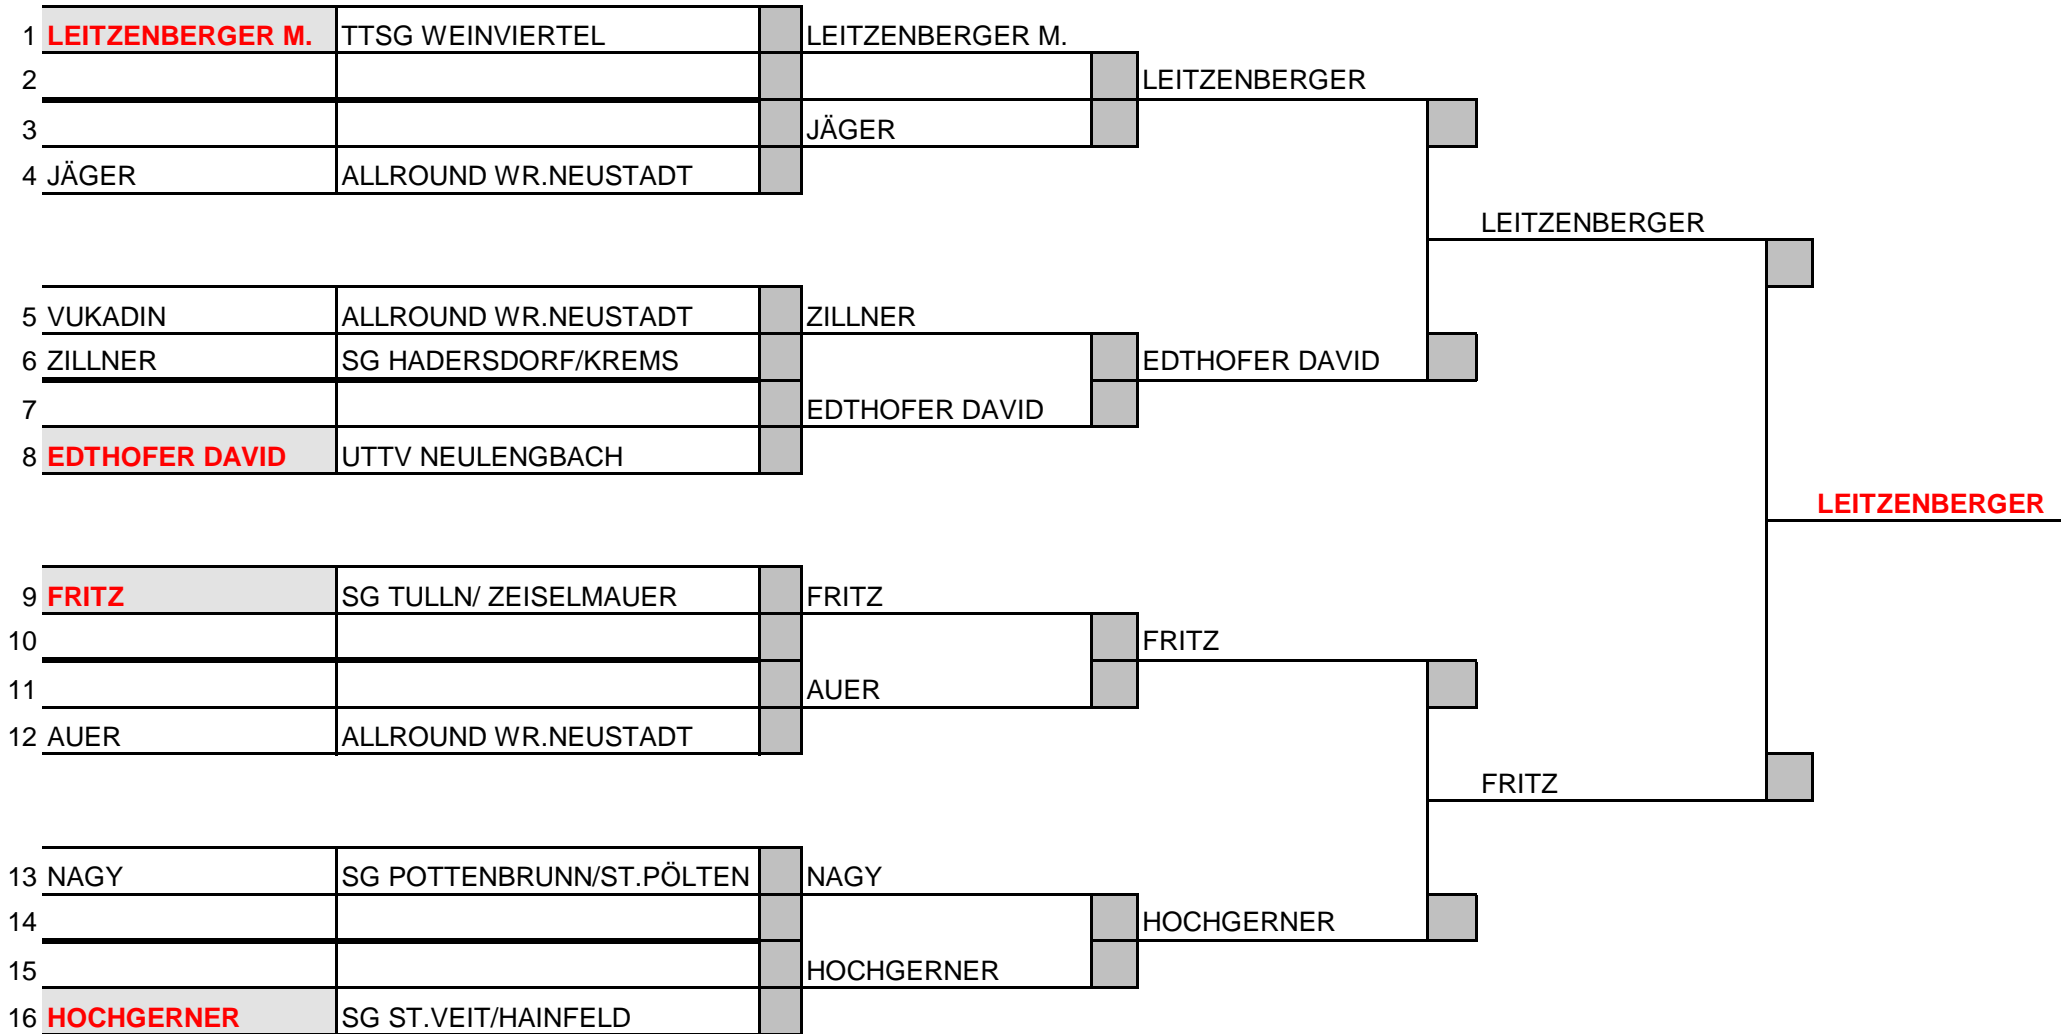 1 LEITZENBERGER M. TTSG WEINVIERTEL LEITZENBERGER M.
2 LEITZENBERGER
3 JÄGER
4 JÄGER ALLROUND WR.NEUSTADT
LEITZENBERGER
5 VUKADIN ALLROUND WR.NEUSTADT ZILLNER
6 ZILLNER SG HADERSDORF/KREMS EDTHOFER DAVID
7 EDTHOFER DAVID
8 EDTHOFER DAVID UTTV NEULENGBACH
LEITZENBERGER
9 FRITZ SG TULLN/ ZEISELMAUER FRITZ
10 FRITZ
11 AUER
12 AUER ALLROUND WR.NEUSTADT
FRITZ
13 NAGY SG POTTENBRUNN/ST.PÖLTEN NAGY
14 HOCHGERNER
15 HOCHGERNER
16 HOCHGERNER SG ST.VEIT/HAINFELD